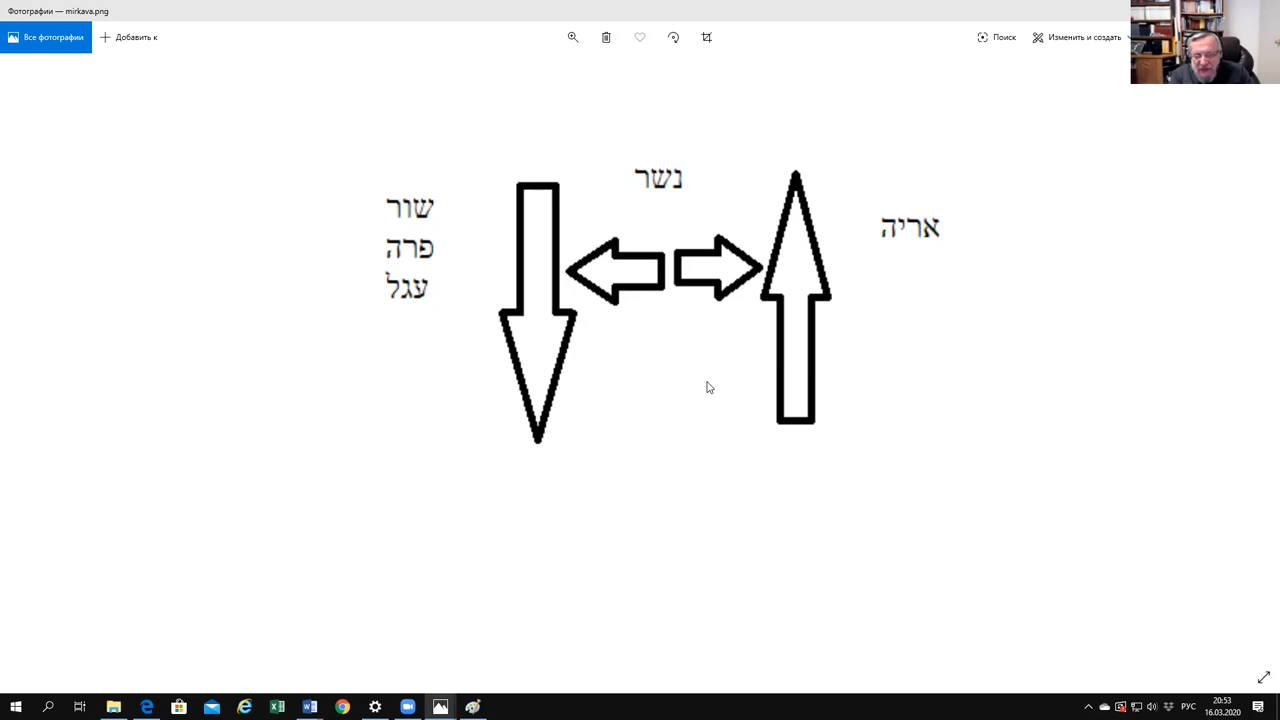 Фотографии — mirkava.png
Все фотографии
Добавить к
Поиск
Изменить и создать
נשר
שור
פרה
עגל
אריה
РУС
20:53
16.03.2020